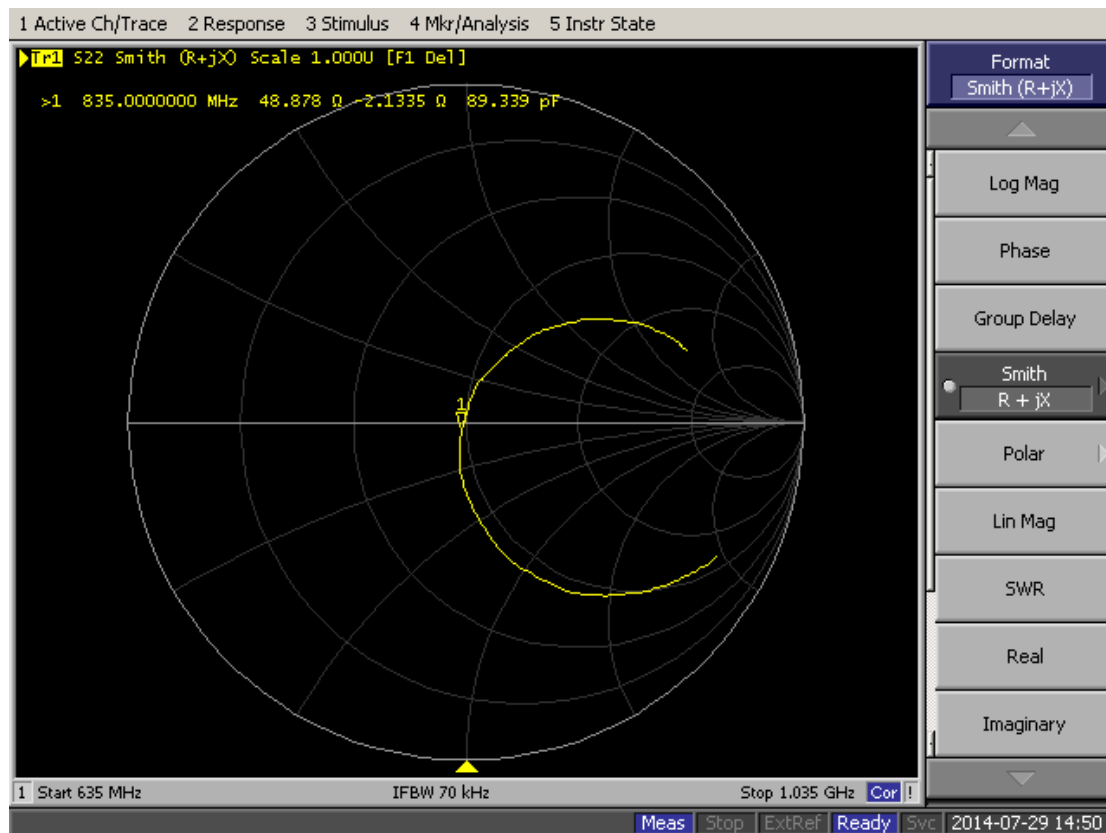 1 Active Ch/Trace 2 Response 3 Stimulus 4 Mkr/Analysis 5 Instr State
Tr1 S22 Smith (R+jX) Scale 1.000U [F1 Del]
>1 835.0000000 MHz 48.878 Ω -2.1335 Ω 89.339 pF
1
Format
Smith (R+jX)
Log Mag
Phase
Group Delay
Smith
R + jX
Polar
Lin Mag
SWR
Real
Imaginary
1 Start 635 MHz IFBW 70 kHz Stop 1.035 GHz Cor !
Meas Stop ExtRef Ready Svc 2014-07-29 14:50